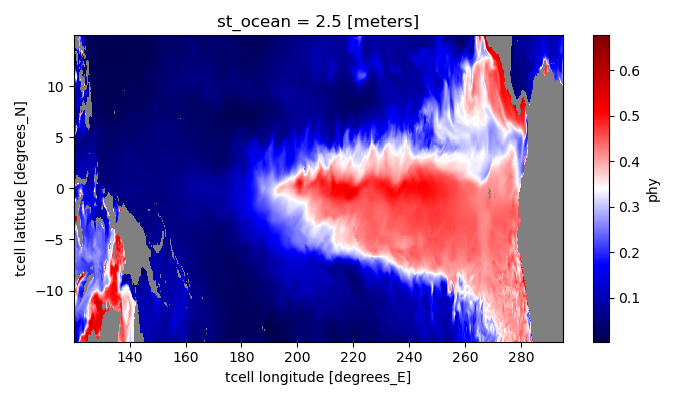 st_ocean = 2.5 [meters]
10
5
0
−5
−10
tcell latitude [degrees_N]
140 160 180 200 220 240 260 280
tcell longitude [degrees_E]
0.6
0.5
0.4
0.3
0.2
0.1
phy